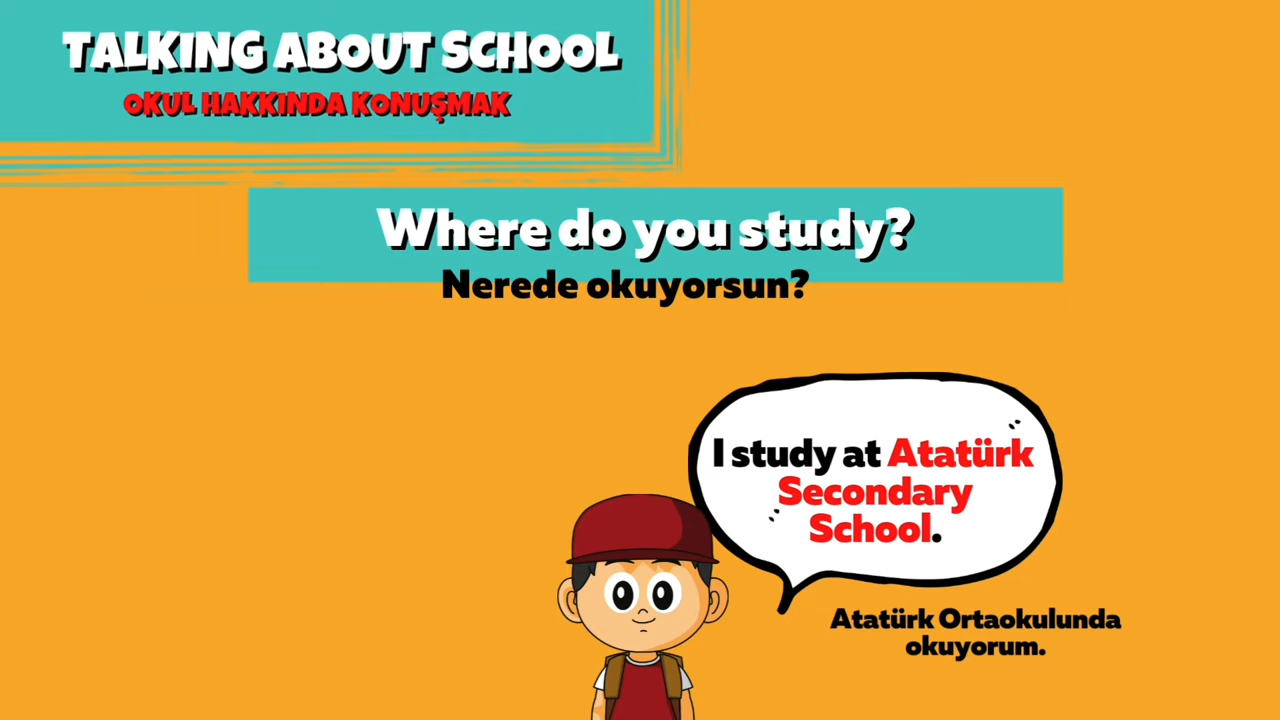 TALKING ABOUT SCHOOL
OKUL HAKKINDA KONUŞMAK
Where do you study?
Nerede okuyorsun?
I study at Atatürk
Secondary
School.
Atatürk Ortaokulunda
okuyorum.